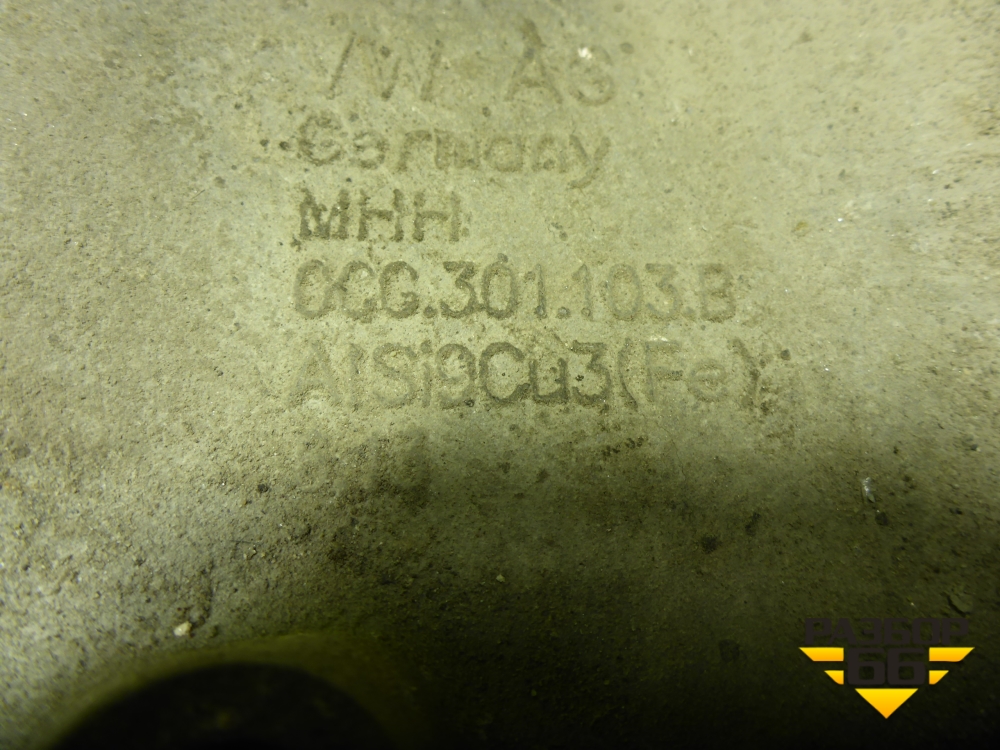 VW AG
Germany
MHH
0CG.301.103.B
AlSi9Cu3(Fe)
РАЗБОР
66